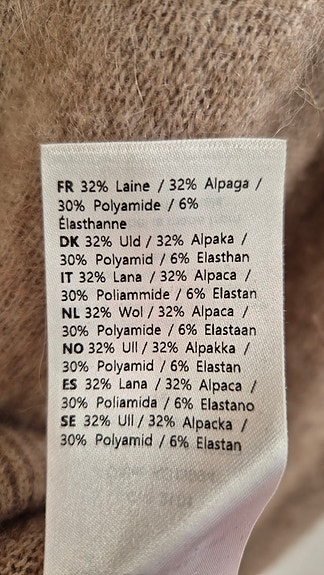 FR 32% Laine / 32% Alpaga /
30% Polyamide / 6%
Élasthanne
DK 32% Uld / 32% Alpaka /
30% Polyamid / 6% Elasthan
IT 32% Lana / 32% Alpaca /
30% Poliammide / 6% Elastan
NL 32% Wol / 32% Alpaca /
30% Polyamide / 6% Elastaan
NO 32% Ull / 32% Alpakka /
30% Polyamid / 6% Elastan
ES 32% Lana / 32% Alpaca /
30% Poliamida / 6% Elastano
SE 32% Ull / 32% Alpacka /
30% Polyamid / 6% Elastan